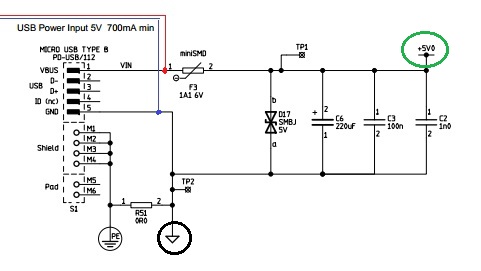 USB Power Input 5V 700mA min
MICRO USB TYPE B
PD-USB/112
miniSMD
TP1
+5V0
VBUS 1 VIN 1 2
D- 2
USB D+ 3
ID (nc) 4
GND 5
F3
1A1 6V
b
D17
SMBJ
5V
a
+ 2
C6
220uF
1
2
C3
100n
1
2
C2
1n0
1
Shield
M1
M2
M3
M4
Pad
M5
M6
S1
TP2
1 2
R51
0R0
PE